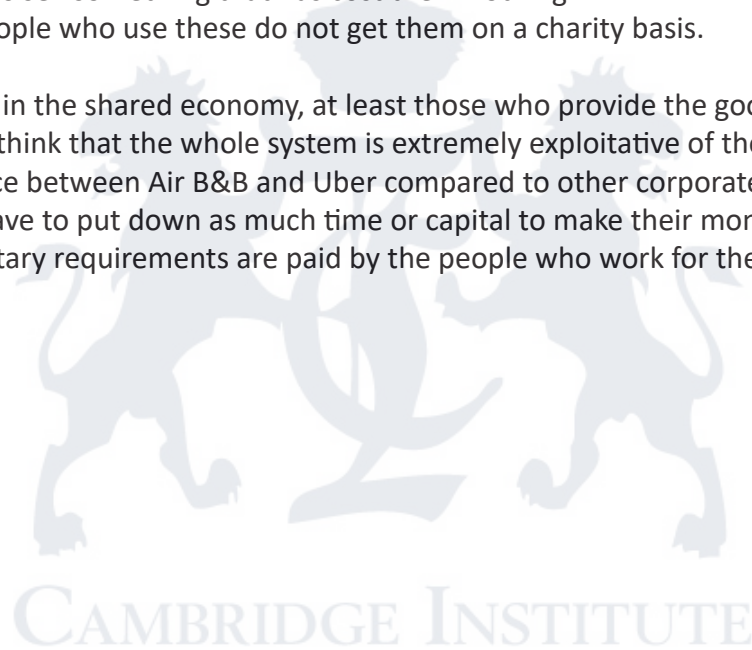 ople who use these do not get them on a charity basis.
in the shared economy, at least those who provide the goo
think that the whole system is extremely exploitative of the
ce between Air B&B and Uber compared to other corporate
ave to put down as much time or capital to make their mon
tary requirements are paid by the people who work for the
CAMBRIDGE INSTITUTE